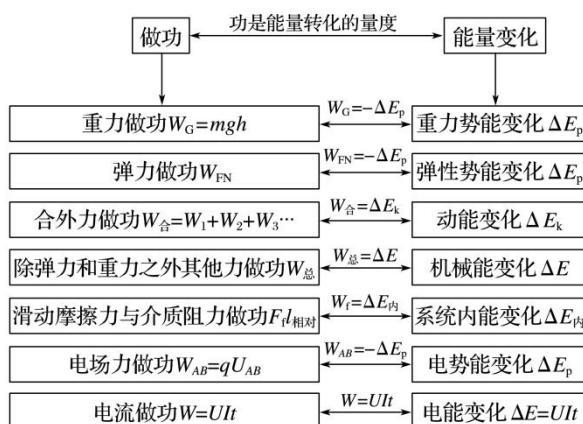 功是能量转化的量度
做功 能量变化
重力做功W_G=mgh W_G=-ΔE_p 重力势能变化ΔE_p
弹力做功W_FN W_FN=-ΔE_p 弹性势能变化ΔE_p
合外力做功W_合=W_1+W_2+W_3… W_合=ΔE_k 动能变化ΔE_k
除弹力和重力之外其他力做功W_总 W_总=ΔE 机械能变化ΔE
滑动摩擦力与介质阻力做功F_f l_相对 W_f=ΔE_内 系统内能变化ΔE_内
电场力做功W_AB=qU_AB W_AB=-ΔE_p 电势能变化ΔE_p
电流做功W=UIt W=UIt 电能变化ΔE=UIt